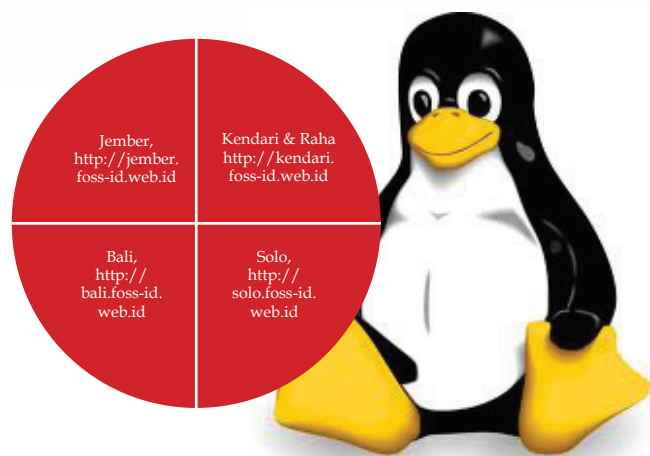 Jember,
http://jember.
foss-id.web.id
Kendari & Raha
http://kendari.
foss-id.web.id
Bali,
http://
bali.foss-id.
web.id
Solo,
http://
solo.foss-id.
web.id